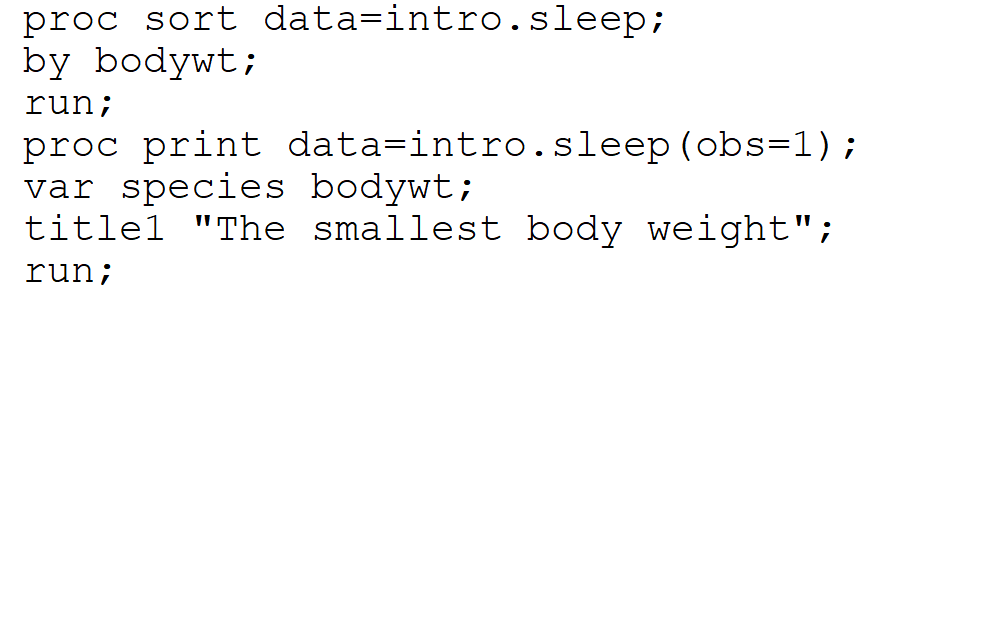 proc sort data=intro.sleep;
by bodywt;
run;
proc print data=intro.sleep(obs=1);
var species bodywt;
title1 "The smallest body weight";
run;